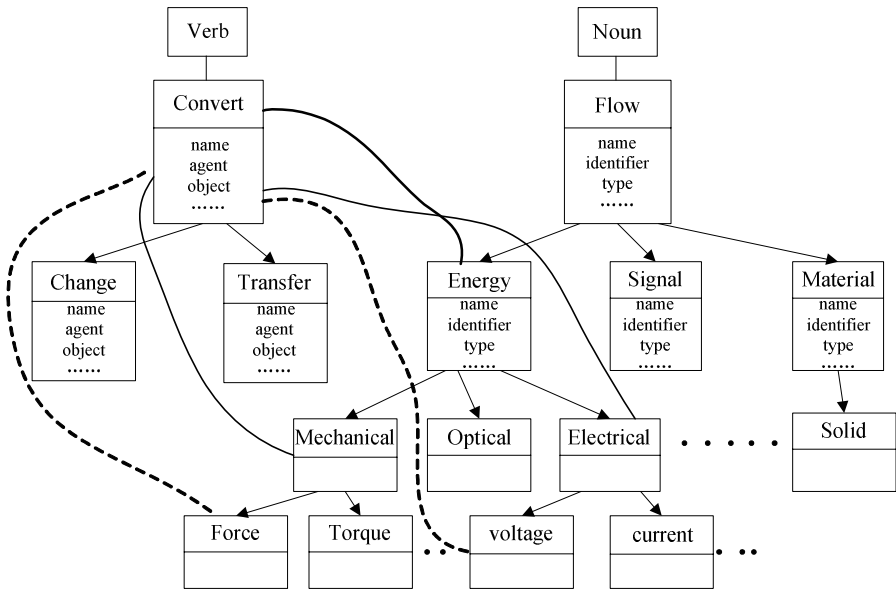 Verb
Noun
Convert
name
agent
object
……
Flow
name
identifier
type
……
Change
name
agent
object
……
Transfer
name
agent
object
……
Energy
name
identifier
type
……
Signal
name
identifier
type
……
Material
name
identifier
type
……
Mechanical
Optical
Electrical
Solid
Force
Torque
voltage
current